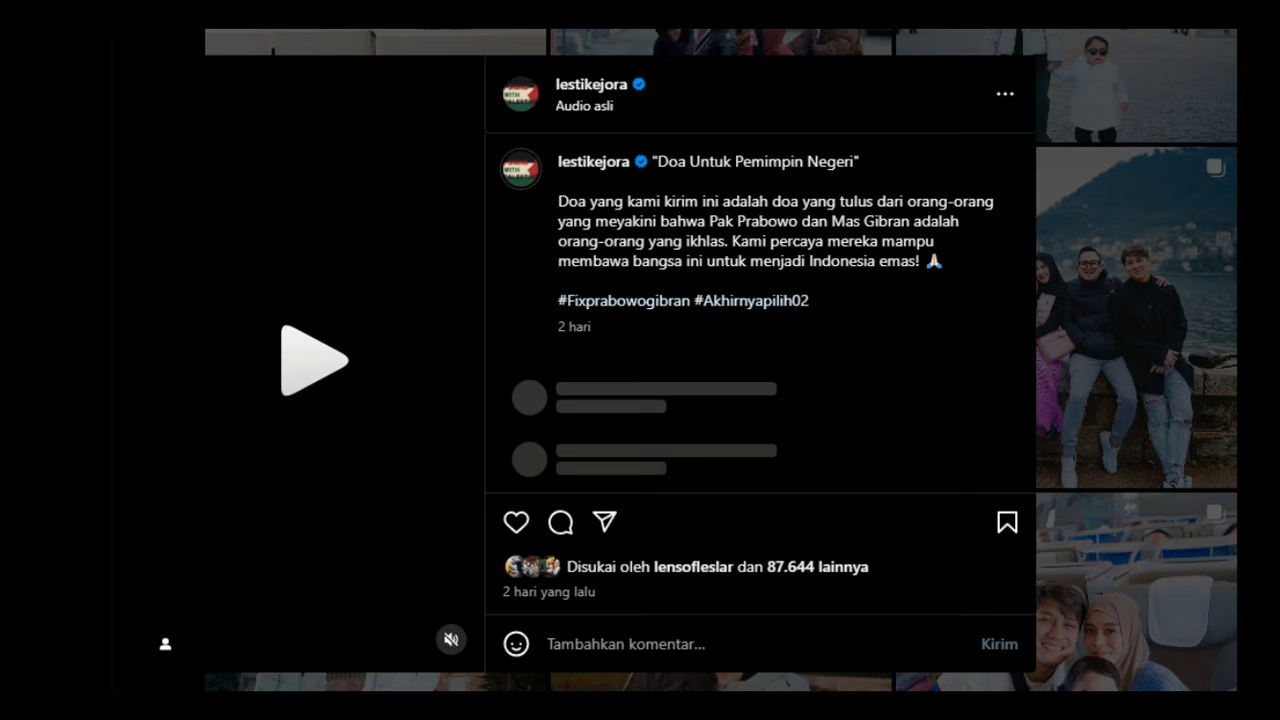 lestikejora
Audio asli
lestikejora "Doa Untuk Pemimpin Negeri"
Doa yang kami kirim ini adalah doa yang tulus dari orang-orang
yang meyakini bahwa Pak Prabowo dan Mas Gibran adalah
orang-orang yang ikhlas. Kami percaya mereka mampu
membawa bangsa ini untuk menjadi Indonesia emas! 🙏🏻
#Fixprabowogibran #Akhirnyapilih02
2 hari
Disukai oleh lensofleslar dan 87.644 lainnya
2 hari yang lalu
Tambahkan komentar...
Kirim